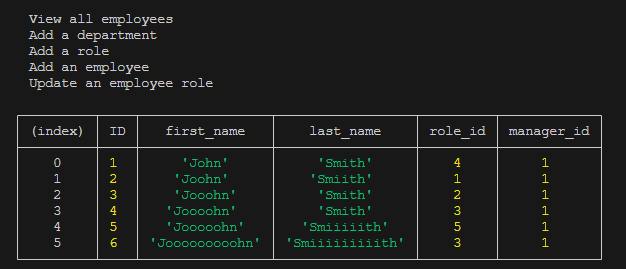 View all employees
Add a department
Add a role
Add an employee
Update an employee role
(index) ID first_name last_name role_id manager_id
0 1 'John' 'Smith' 4 1
1 2 'Joohn' 'Smiith' 1 1
2 3 'Jooohn' 'Smith' 2 1
3 4 'Joooohn' 'Smith' 3 1
4 5 'Jooooohn' 'Smiiiiith' 5 1
5 6 'Jooooooooohn' 'Smiiiiiiiiith' 3 1